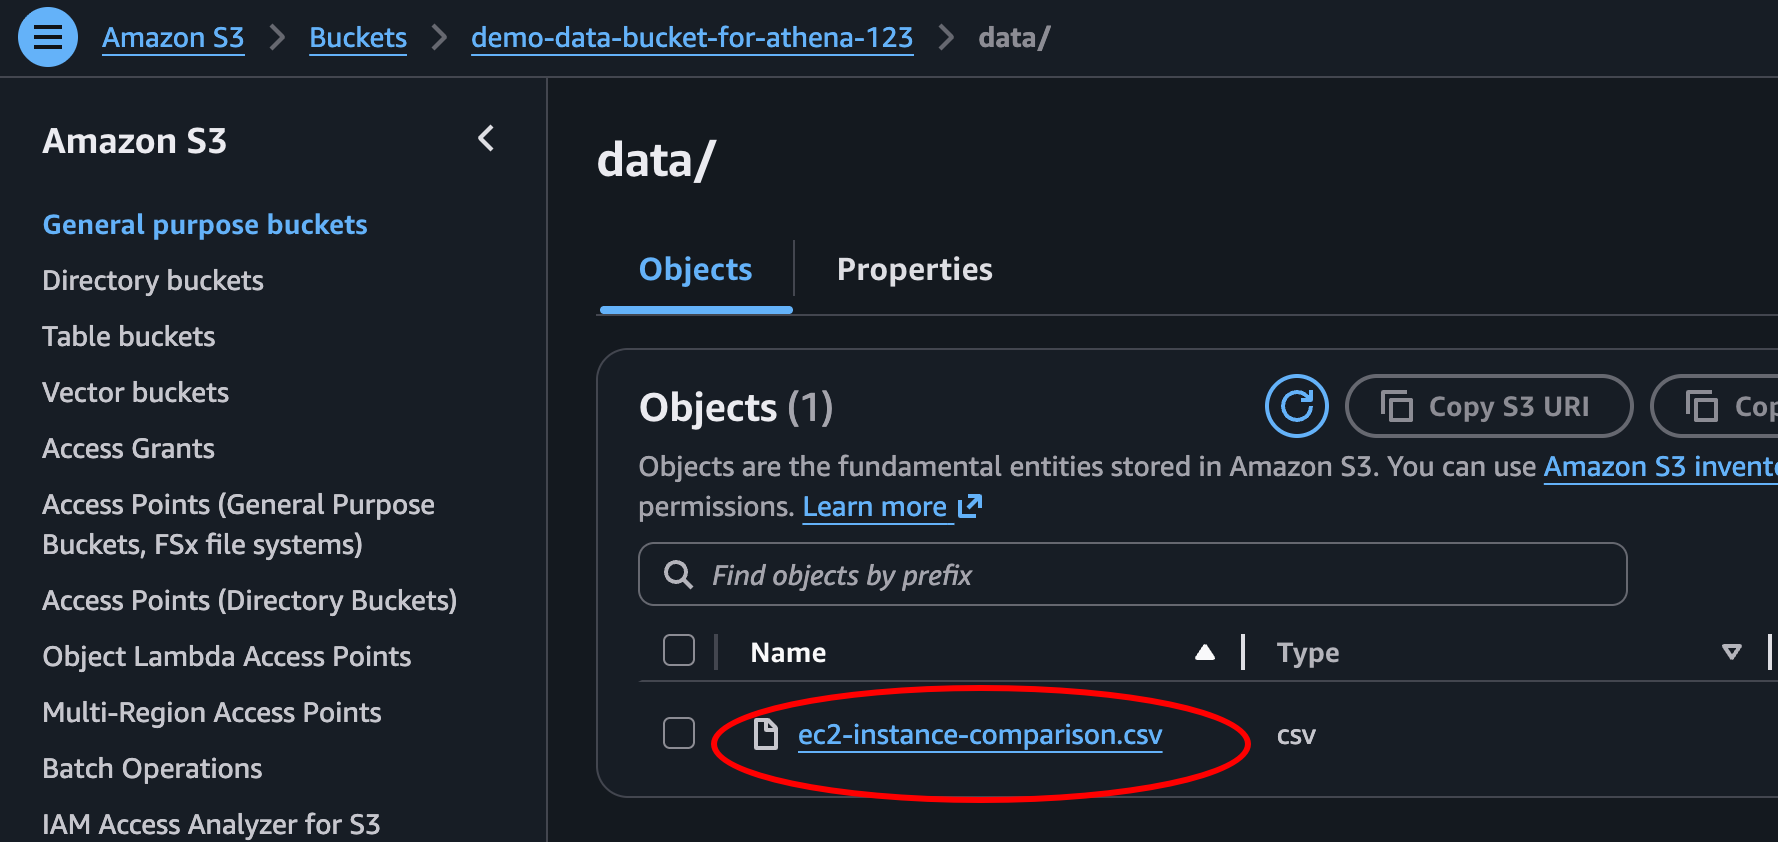 Amazon S3 > Buckets > demo-data-bucket-for-athena-123 > data/
Amazon S3
General purpose buckets
Directory buckets
Table buckets
Vector buckets
Access Grants
Access Points (General Purpose
Buckets, FSx file systems)
Access Points (Directory Buckets)
Object Lambda Access Points
Multi-Region Access Points
Batch Operations
IAM Access Analyzer for S3
data/
Objects
Properties
Objects (1)
Copy S3 URI
Objects are the fundamental entities stored in Amazon S3. You can use Amazon S3
permissions. Learn more
Find objects by prefix
Name
Type
ec2-instance-comparison.csv
csv